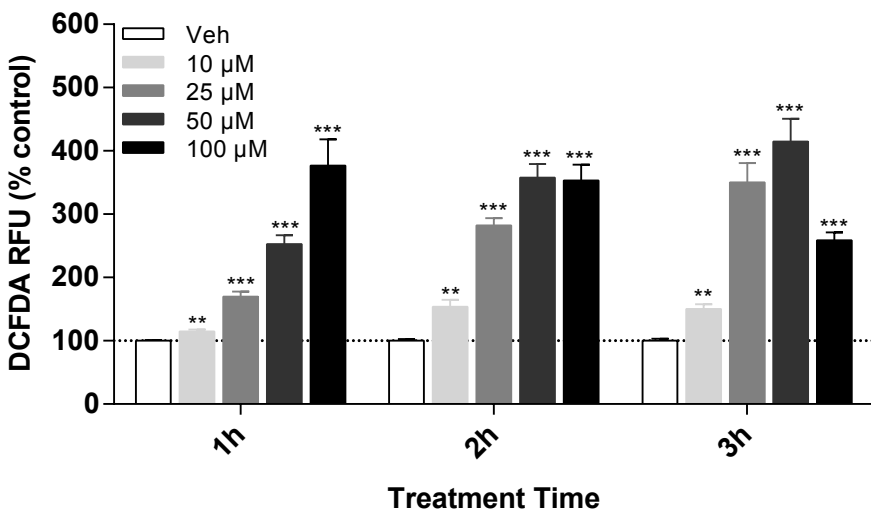 600
500
400
300
200
100
0
DCFDA RFU (% control)
Veh
10 µM
25 µM
50 µM
100 µM
** *** *** ***
** *** *** ***
** *** *** ***
1h 2h 3h
Treatment Time